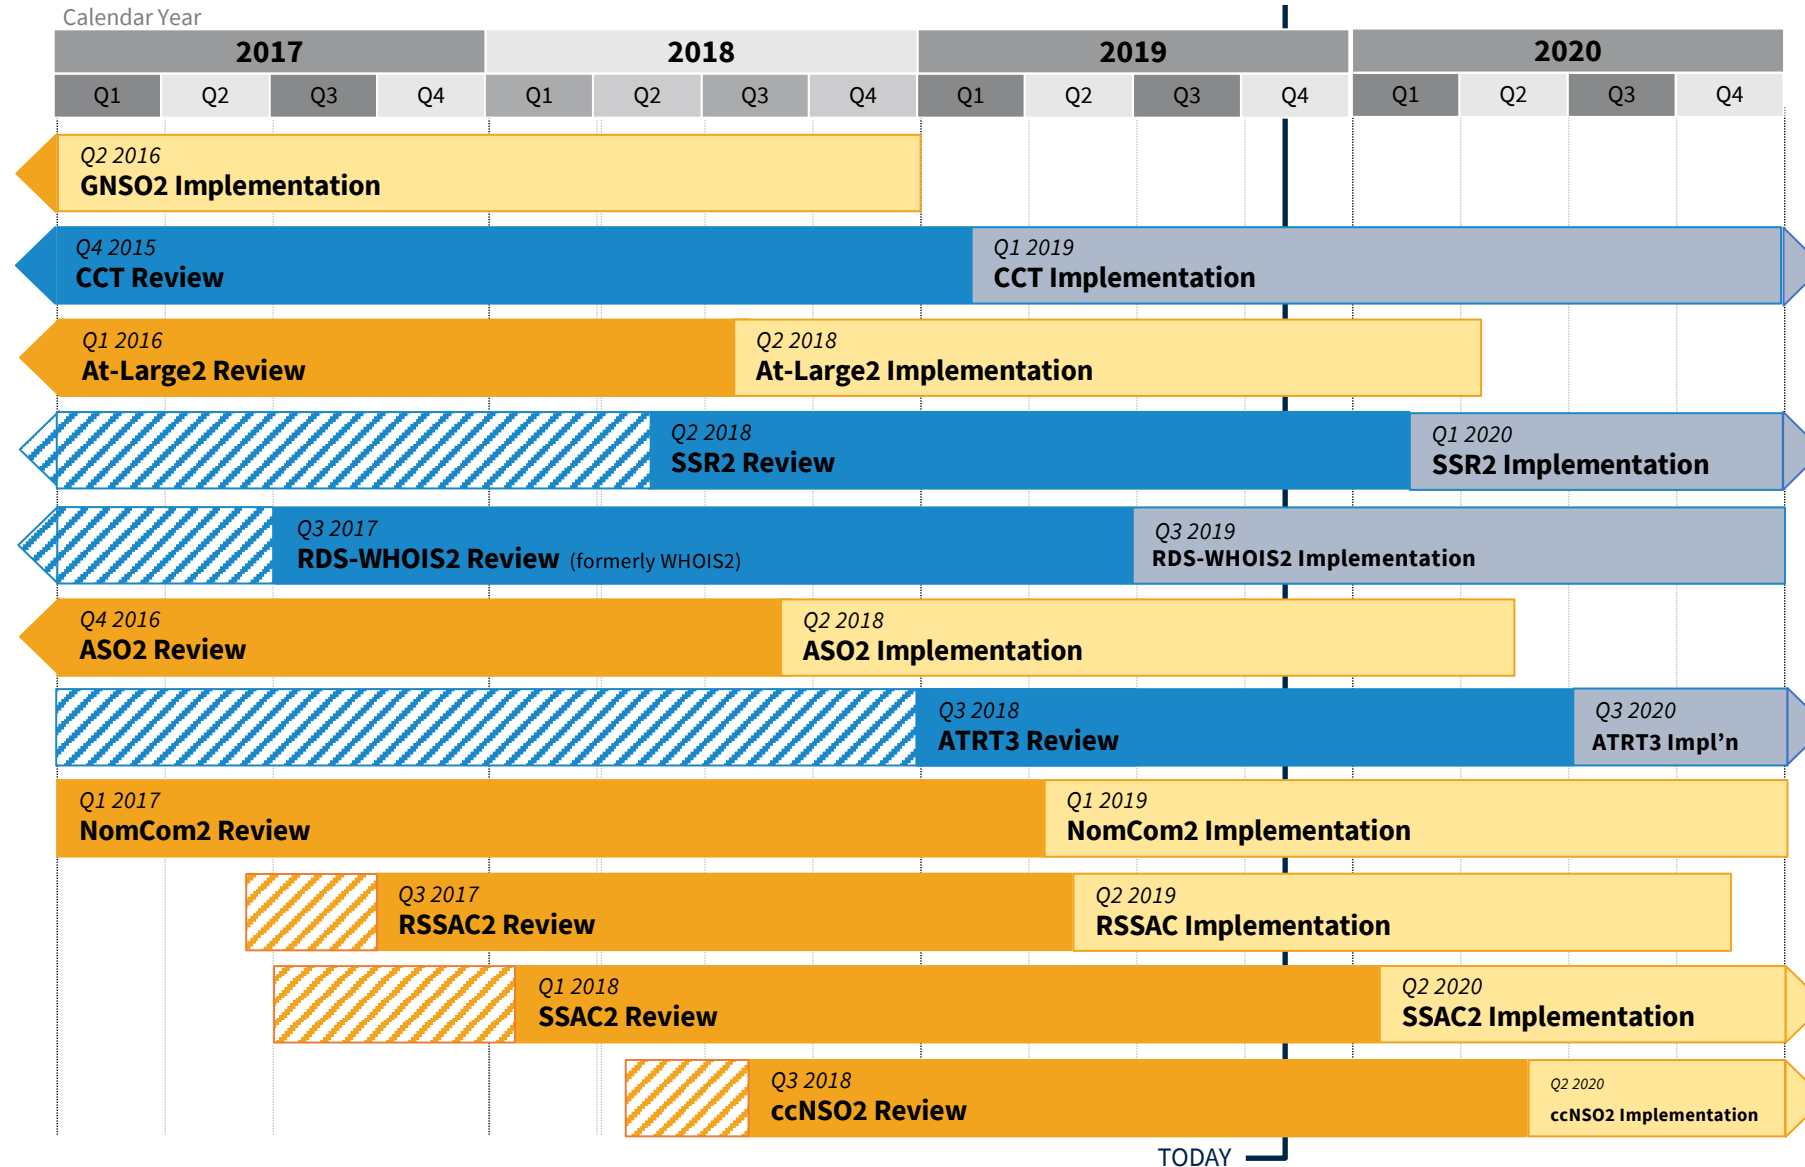 Calendar Year
2017 2018 2019 2020
Q1 Q2 Q3 Q4 Q1 Q2 Q3 Q4 Q1 Q2 Q3 Q4 Q1 Q2 Q3 Q4
Q2 2016
GNSO2 Implementation
Q4 2015 Q1 2019
CCT Review CCT Implementation
Q1 2016 Q2 2018
At-Large2 Review At-Large2 Implementation
Q2 2018 Q1 2020
SSR2 Review SSR2 Implementation
Q3 2017 Q3 2019
RDS-WHOIS2 Review (formerly WHOIS2) RDS-WHOIS2 Implementation
Q4 2016 Q2 2018
ASO2 Review ASO2 Implementation
Q3 2018 Q3 2020
ATRT3 Review ATRT3 Impl’n
Q1 2017 Q1 2019
NomCom2 Review NomCom2 Implementation
Q3 2017 Q2 2019
RSSAC2 Review RSSAC Implementation
Q1 2018 Q2 2020
SSAC2 Review SSAC2 Implementation
Q3 2018 Q2 2020
ccNSO2 Review ccNSO2 Implementation
TODAY